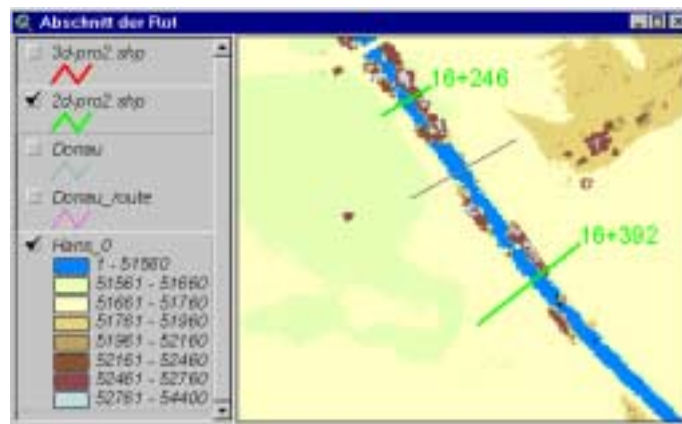 Abschnitt der Flut
3d-pro2.shp
2d-pro2.shp
Donau
Donau_route
Hans_0
1 - 51560
51561 - 51660
51661 - 51760
51761 - 51960
51961 - 52160
52161 - 52460
52461 - 52760
52761 - 54400
16+246
16+392